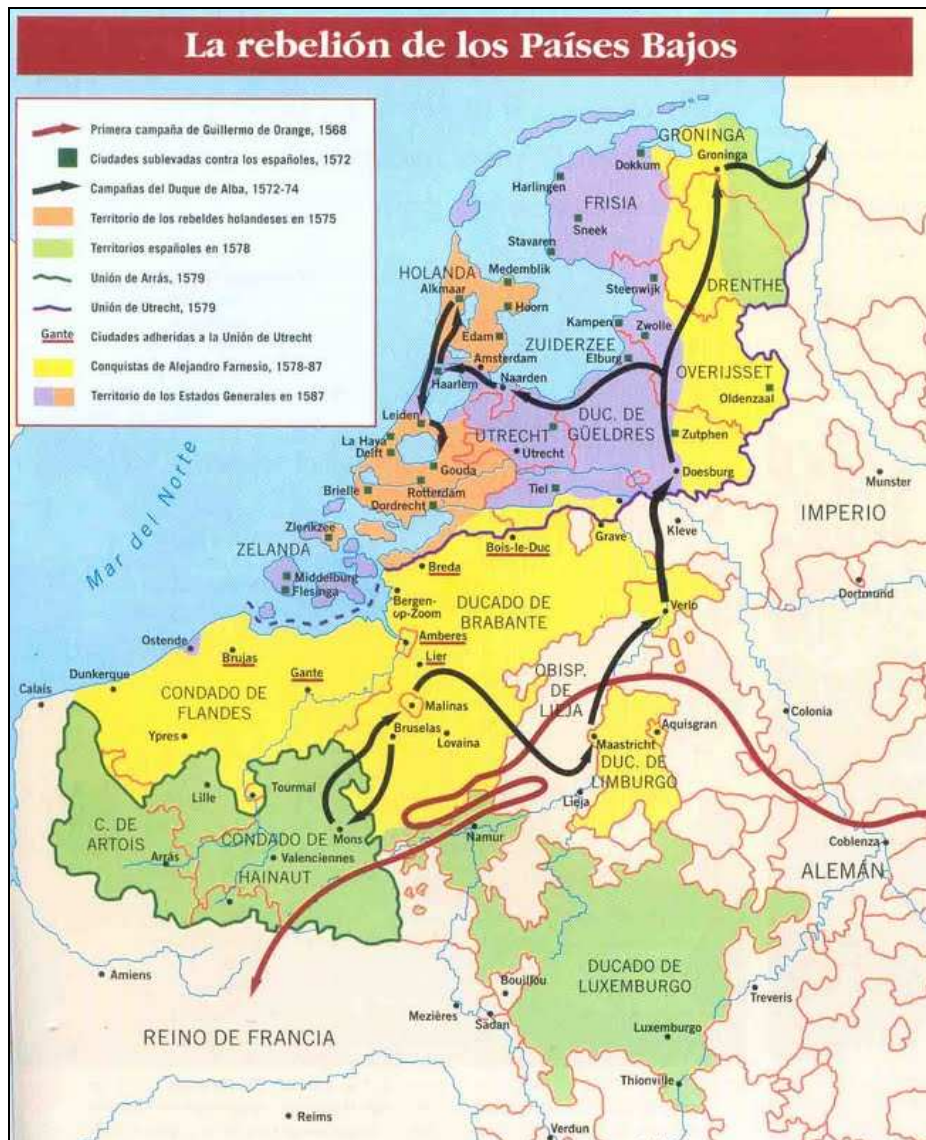 La rebelión de los Países Bajos
Primera campaña de Guillermo de Orange, 1568
Ciudades sublevadas contra los españoles, 1572
Campañas del Duque de Alba, 1572-74
Territorio de los rebeldes holandeses en 1575
Territorios españoles en 1578
Unión de Arrás, 1579
Unión de Utrecht, 1579
Gante Ciudades adheridas a la Unión de Utrecht
Conquistas de Alejandro Farnesio, 1578-87
Territorio de los Estados Generales en 1587
GRONINGA
Groninga
Dokkum
Harlingen
FRISIA
Sneek
Stavaren
HOLANDA
Alkmaar
Medemblik
Hoorn
Steenwijk
DRENTHE
Edam
Kampen
Zwolle
ZUIDERZEE
Elburg
Amsterdam
Haarlem
Naarden
OVERIJSSET
Oldenzaal
Leiden
UTRECHT
DUC. DE
GÜELDRES
Zutphen
La Haya
Delft
Utrecht
Gouda
Doesburg
Brielle
Rotterdam
Tiel
Dordrecht
Munster
Mar del Norte
Zierikzee
ZELANDA
Grave
Kleve
IMPERIO
Bois-le-Duc
Breda
Middelburg
Flesinga
Bergen-
op-Zoom
DUCADO DE
BRABANTE
Dortmund
Verlo
Ostende
Brujas
Amberes
Lier
Gante
Dunkerque
Calais
CONDADO DE
FLANDES
Malinas
OBISP.
DE
LIEJA
Colonia
Ypres
Bruselas
Lovaina
Aquisgran
Maastricht
DUC. DE
LIMBURGO
Lille
Tourmal
Lieja
C. DE
ARTOIS
CONDADO DE
HAINAUT
Mons
Namur
Arrás
Valenciennes
Coblenza
ALEMÁN
Amiens
Bouillou
DUCADO DE
LUXEMBURGO
Mezières
Sadan
Treveris
REINO DE FRANCIA
Luxemburgo
Thionville
Reims
Verdun